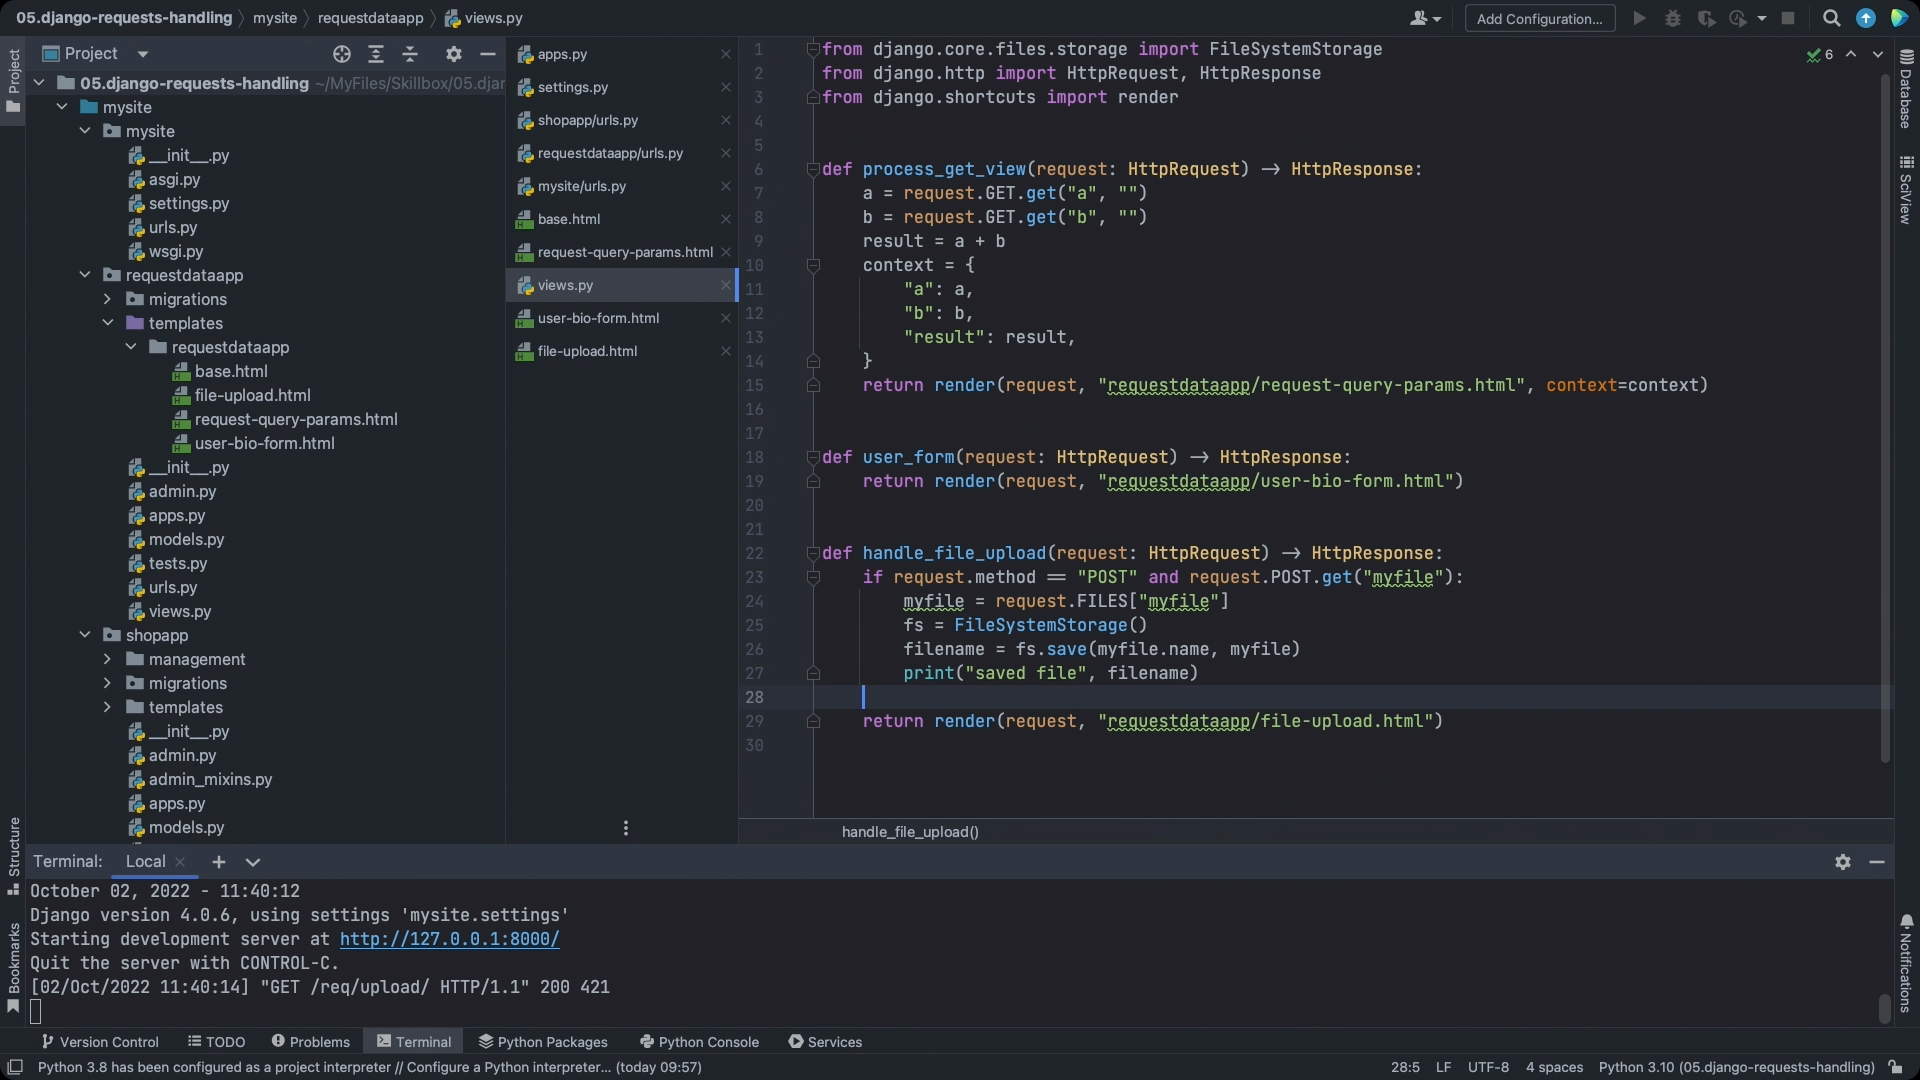 05.django-requests-handling
mysite
requestdataapp
views.py
Add Configuration...
Project
Project
05.django-requests-handling ~/MyFiles/Skillbox/05.djar
mysite
mysite
__init__.py
asgi.py
settings.py
urls.py
wsgi.py
requestdataapp
migrations
templates
requestdataapp
base.html
file-upload.html
request-query-params.html
user-bio-form.html
__init__.py
admin.py
apps.py
models.py
tests.py
urls.py
views.py
shopapp
management
migrations
templates
__init__.py
admin.py
admin_mixins.py
apps.py
models.py
apps.py
settings.py
shopapp/urls.py
requestdataapp/urls.py
mysite/urls.py
base.html
request-query-params.html
views.py
user-bio-form.html
file-upload.html
1 from django.core.files.storage import FileSystemStorage
2 from django.http import HttpRequest, HttpResponse
3 from django.shortcuts import render
4
5
6 def process_get_view(request: HttpRequest) -> HttpResponse:
7 a = request.GET.get("a", "")
8 b = request.GET.get("b", "")
9 result = a + b
10 context = {
11 "a": a,
12 "b": b,
13 "result": result,
14 }
15 return render(request, "requestdataapp/request-query-params.html", context=context)
16
17
18 def user_form(request: HttpRequest) -> HttpResponse:
19 return render(request, "requestdataapp/user-bio-form.html")
20
21
22 def handle_file_upload(request: HttpRequest) -> HttpResponse:
23 if request.method == "POST" and request.POST.get("myfile"):
24 myfile = request.FILES["myfile"]
25 fs = FileSystemStorage()
26 filename = fs.save(myfile.name, myfile)
27 print("saved file", filename)
28
29 return render(request, "requestdataapp/file-upload.html")
30
6
handle_file_upload()
Database
SciView
Notifications
Structure
Bookmarks
Terminal: Local
October 02, 2022 - 11:40:12
Django version 4.0.6, using settings 'mysite.settings'
Starting development server at http://127.0.0.1:8000/
Quit the server with CONTROL-C.
[02/Oct/2022 11:40:14] "GET /req/upload/ HTTP/1.1" 200 421
Version Control TODO Problems Terminal Python Packages Python Console Services
Python 3.8 has been configured as a project interpreter // Configure a Python interpreter... (today 09:57)
28:5 LF UTF-8 4 spaces Python 3.10 (05.django-requests-handling)